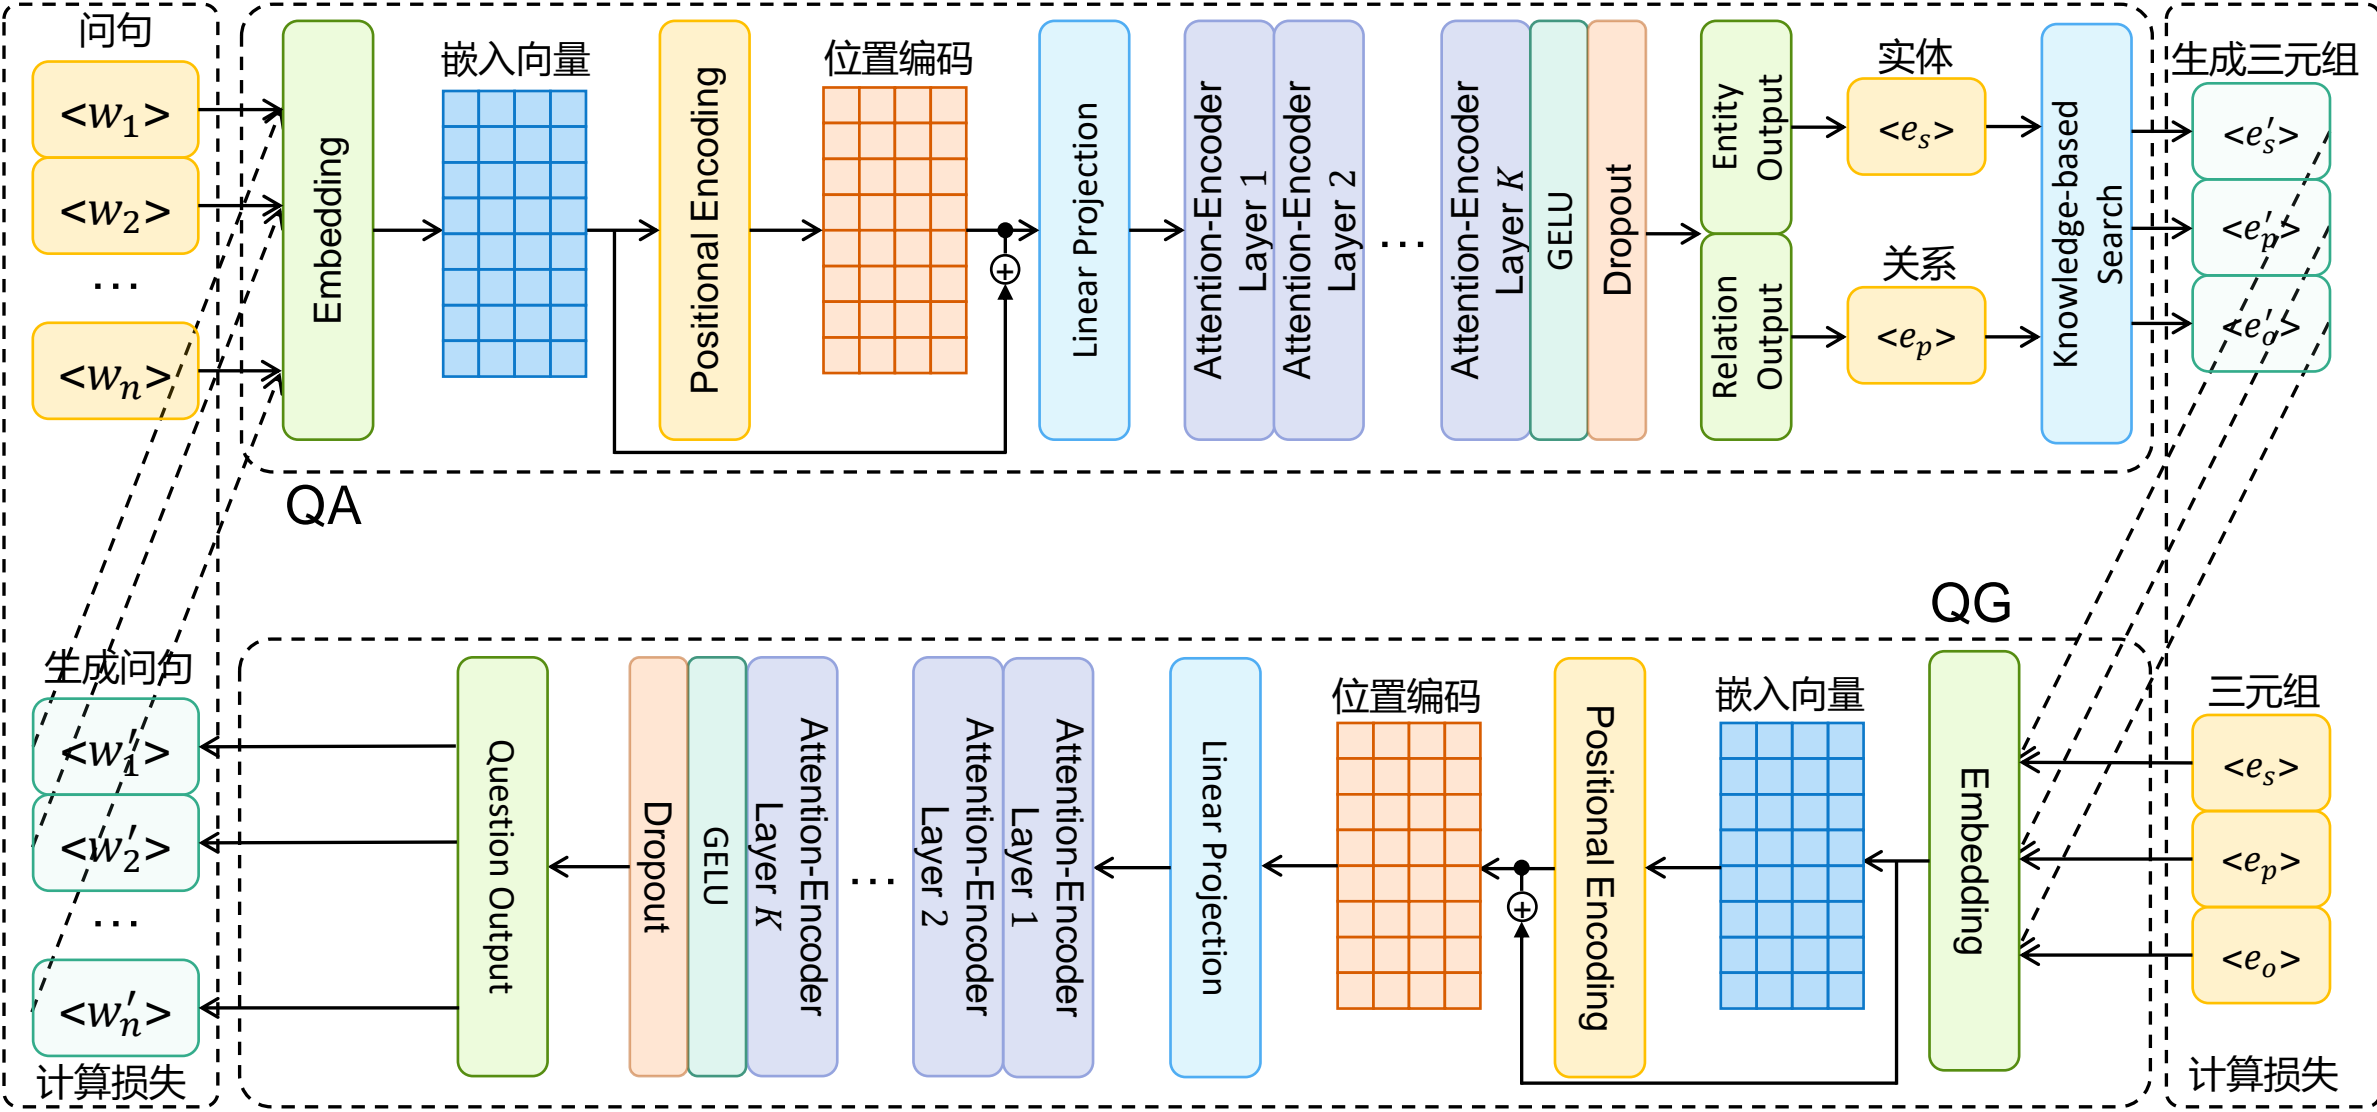 问句
<w₁>
<w₂>
...
<wₙ>
Embedding
嵌入向量
Positional Encoding
位置编码
+
Linear Projection
Attention-Encoder
Layer 1
Attention-Encoder
Layer 2
...
Attention-Encoder
Layer K
GELU
Dropout
Entity
Output
Relation
Output
实体
<eₛ>
关系
<eₚ>
Knowledge-based
Search
生成三元组
<e′ₛ>
<e′ₚ>
<e′ₒ>
QA
QG
生成问句
<w′₁>
<w′₂>
...
<w′ₙ>
计算损失
Question Output
Dropout
GELU
Attention-Encoder
Layer K
...
Attention-Encoder
Layer 2
Attention-Encoder
Layer 1
Linear Projection
位置编码
+
Positional Encoding
嵌入向量
Embedding
三元组
<eₛ>
<eₚ>
<eₒ>
计算损失